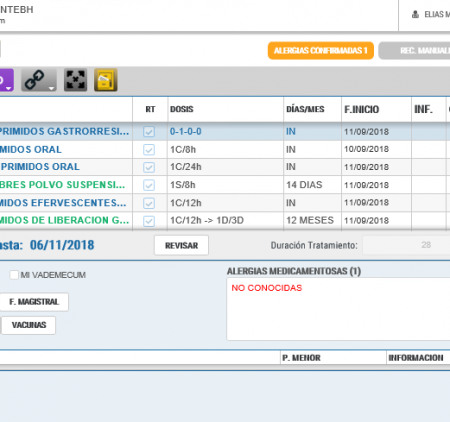 NTEBH
ELIAS M
ALERGIAS CONFIRMADAS 1
REC. MANUAL
RT DOSIS DÍAS/MES F.INICIO INF.
PRIMIDOS GASTRORRESI... 0-1-0-0 IN 11/09/2018
MIDOS ORAL 1C/8h IN 10/09/2018
PRIMIDOS ORAL 1C/24h IN 11/09/2018
BRES POLVO SUSPENSI... 1S/8h 14 DIAS 11/09/2018
MIDOS EFERVESCENTES... 1C/12h IN 11/09/2018
MIDOS DE LIBERACION G... 1C/12h -> 1D/3D 12 MESES 11/09/2018
asta: 06/11/2018 REVISAR Duración Tratamiento: 28
MI VADEMECUM
ALERGIAS MEDICAMENTOSAS (1)
NO CONOCIDAS
F. MAGISTRAL
VACUNAS
P. MENOR INFORMACION